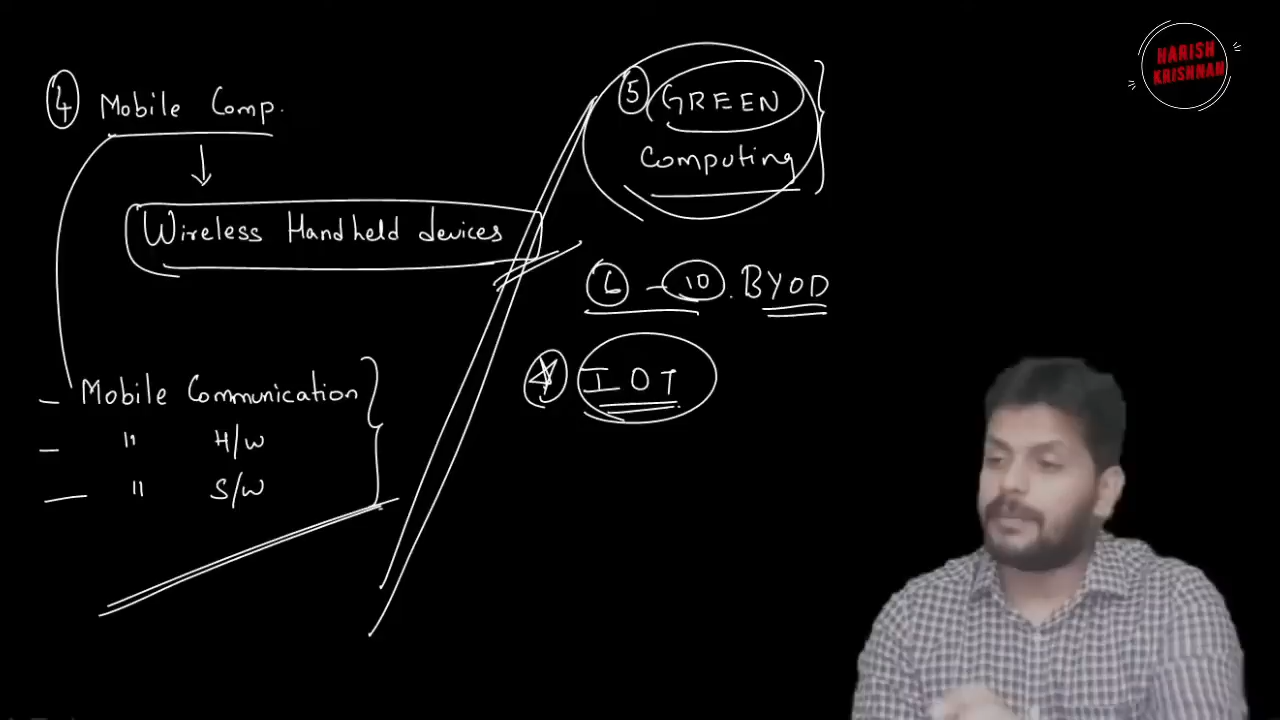 ④ Mobile Comp.
Wireless Handheld devices
- Mobile Communication
- " H/W
- " S/W
⑤ GREEN
Computing
⑥ - ⑩. BYOD
IOT
HARISH
KRISHNAN